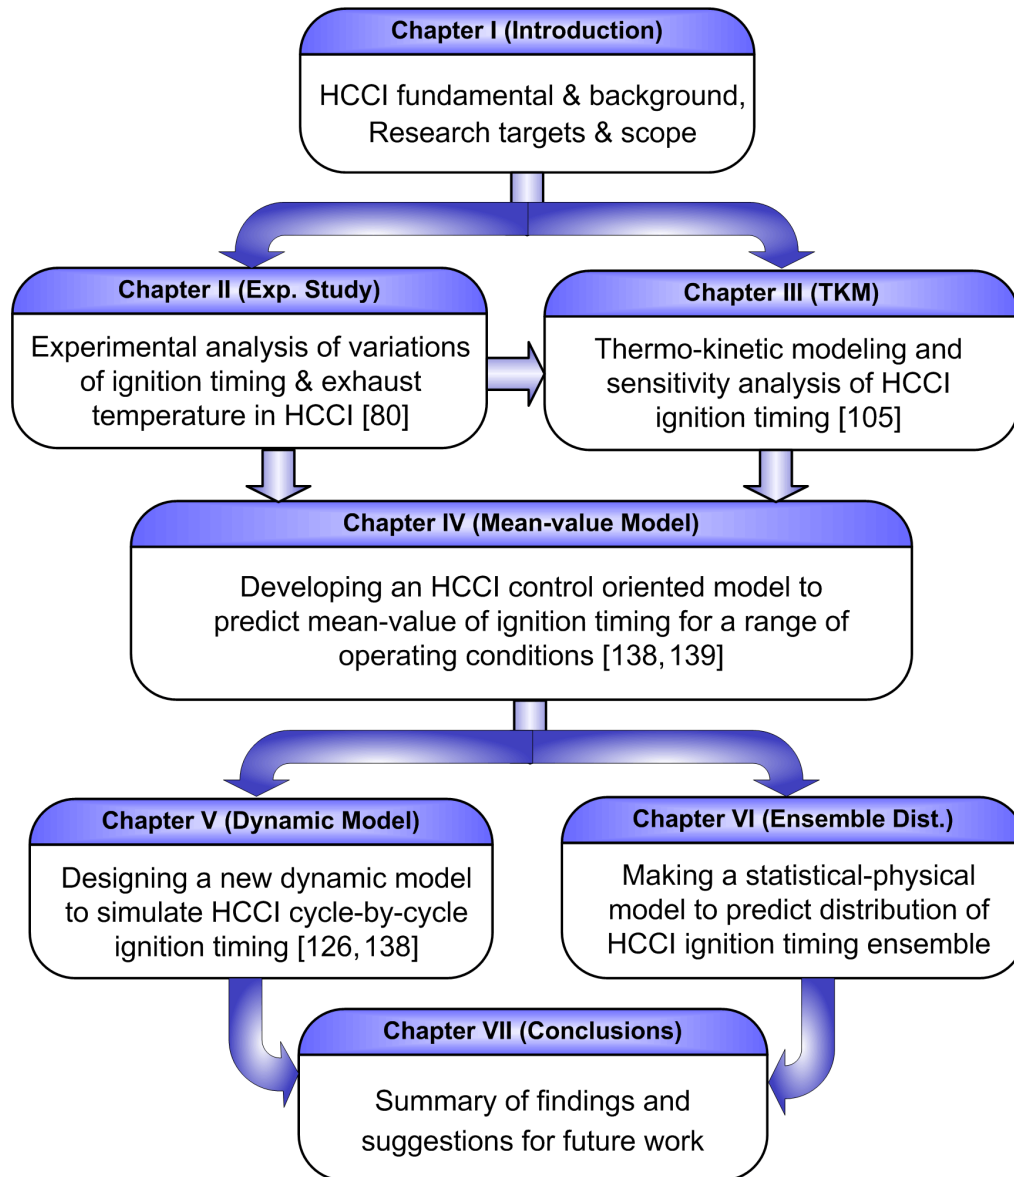 Chapter I (Introduction)
HCCI fundamental & background,
Research targets & scope
Chapter II (Exp. Study)
Experimental analysis of variations
of ignition timing & exhaust
temperature in HCCI [80]
Chapter III (TKM)
Thermo-kinetic modeling and
sensitivity analysis of HCCI
ignition timing [105]
Chapter IV (Mean-value Model)
Developing an HCCI control oriented model to
predict mean-value of ignition timing for a range of
operating conditions [138, 139]
Chapter V (Dynamic Model)
Designing a new dynamic model
to simulate HCCI cycle-by-cycle
ignition timing [126, 138]
Chapter VI (Ensemble Dist.)
Making a statistical-physical
model to predict distribution of
HCCI ignition timing ensemble
Chapter VII (Conclusions)
Summary of findings and
suggestions for future work